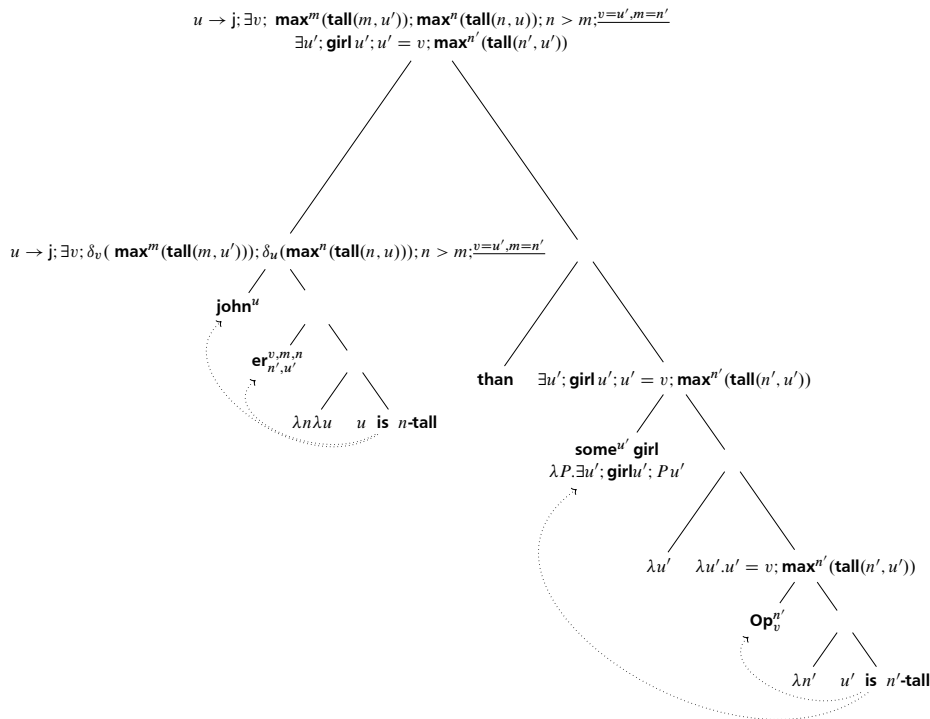 u → j; ∃v; max^m(tall(m, u′)); max^n(tall(n, u)); n > m; v=u′,m=n′
∃u′; girl u′; u′ = v; max^n′(tall(n′, u′))
u → j; ∃v; δ_v( max^m(tall(m, u′))); δ_u(max^n(tall(n, u))); n > m; v=u′,m=n′
john^u
er^v,m,n_n′,u′
than ∃u′; girl u′; u′ = v; max^n′(tall(n′, u′))
λnλu u is n-tall
some^u′ girl
λP.∃u′; girlu′; Pu′
λu′ λu′.u′ = v; max^n′(tall(n′, u′))
Op^n′_v
λn′ u′ is n′-tall